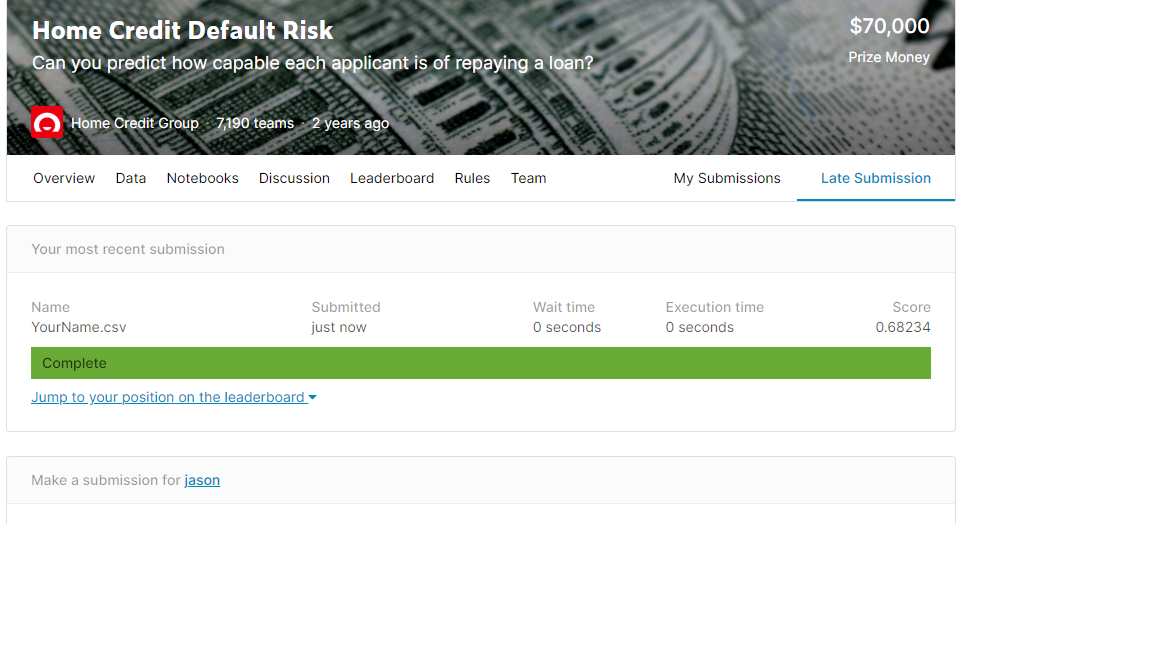 Home Credit Default Risk
$70,000
Can you predict how capable each applicant is of repaying a loan?
Prize Money
Home Credit Group · 7,190 teams · 2 years ago
Overview Data Notebooks Discussion Leaderboard Rules Team My Submissions Late Submission
Your most recent submission
Name Submitted Wait time Execution time Score
YourName.csv just now 0 seconds 0 seconds 0.68234
Complete
Jump to your position on the leaderboard
Make a submission for jason